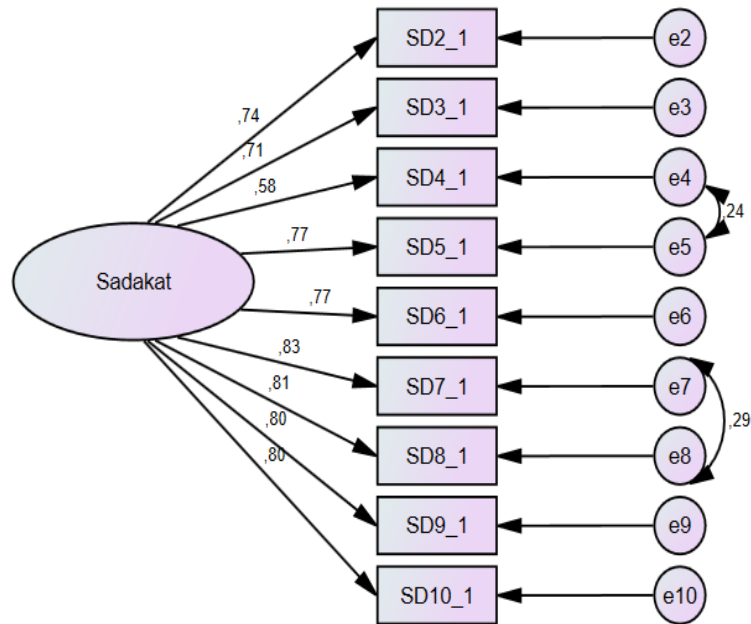 SD2_1
e2
,74
SD3_1
e3
,71
SD4_1
e4
,58
,24
SD5_1
e5
,77
Sadakat
SD6_1
e6
,77
SD7_1
e7
,83
,29
SD8_1
e8
,81
SD9_1
e9
,80
SD10_1
e10
,80